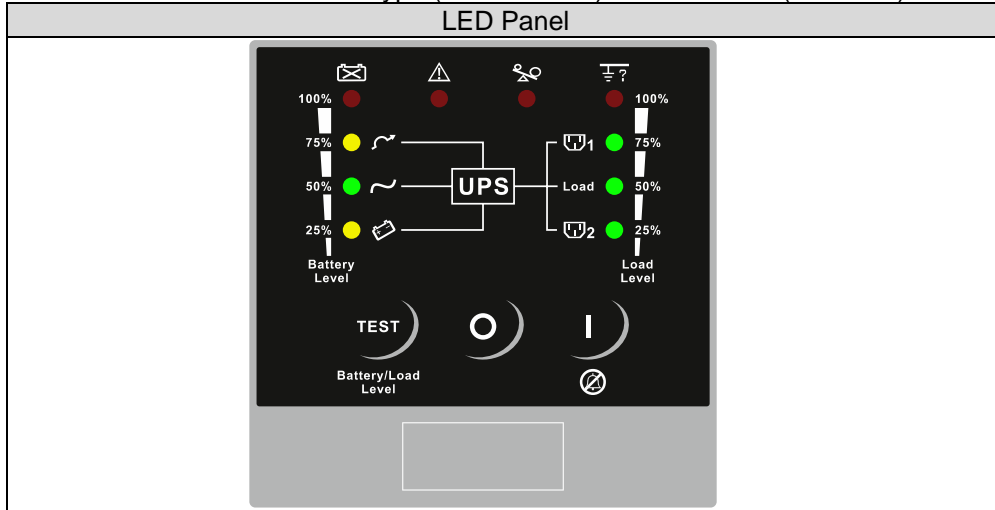 LED Panel
100% 100%
75% 1 75%
UPS
50% Load 50%
25% 2 25%
Battery
Level
Load
Level
TEST O I
Battery/Load
Level